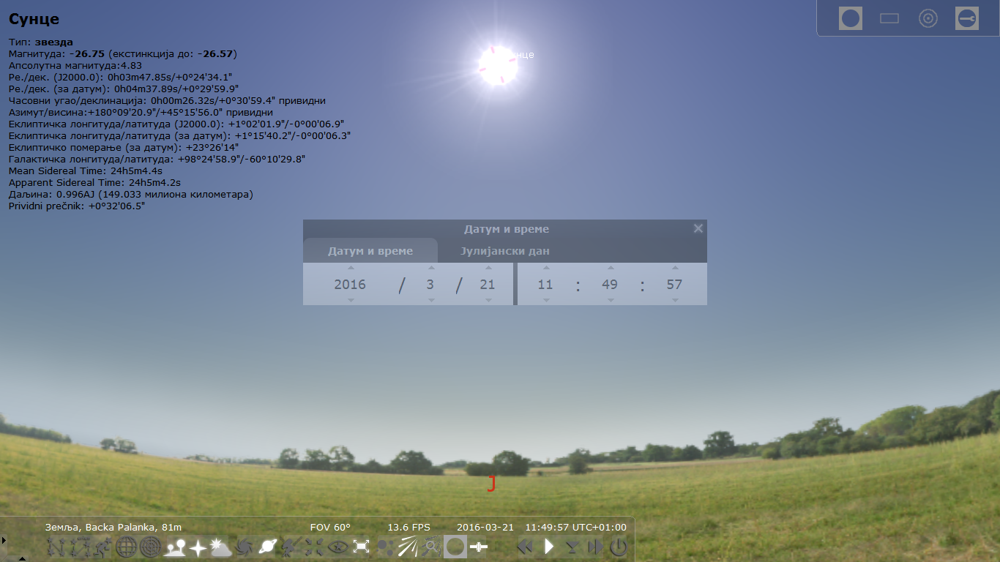 Сунце
Тип: звезда
Магнитуда: -26.75 (екстинкција до: -26.57)
Апсолутна магнитуда:4.83
Ре./дек. (J2000.0): 0h03m47.85s/+0°24'34.1"
Ре./дек. (за датум): 0h04m37.89s/+0°29'59.9"
Часовни угао/деклинација: 0h00m26.32s/+0°30'59.4" привидни
Азимут/висина:+180°09'20.9"/+45°15'56.0" привидни
Еклиптичка лонгитуда/латитуда (J2000.0): +1°02'01.9"/-0°00'06.9"
Еклиптичка лонгитуда/латитуда (за датум): +1°15'40.2"/-0°00'06.3"
Еклиптичко померање (за датум): +23°26'14"
Галактичка лонгитуда/латитуда: +98°24'58.9"/-60°10'29.8"
Mean Sidereal Time: 24h5m4.4s
Apparent Sidereal Time: 24h5m4.2s
Даљина: 0.996AJ (149.033 милиона километара)
Prividni prečnik: +0°32'06.5"
Сунце
Датум и време
Датум и време Јулијански дан
2016 / 3 / 21 11 : 49 : 57
Ј
Земља, Backa Palanka, 81m FOV 60° 13.6 FPS 2016-03-21 11:49:57 UTC+01:00